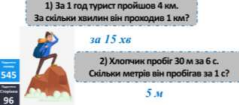 1) За 1 год турист пройшов 4 км.
За скільки хвилин він проходив 1 км?
за 15 хв
2) Хлопчик пробіг 30 м за 6 с.
Скільки метрів він пробігав за 1 с?
5 м
545
96